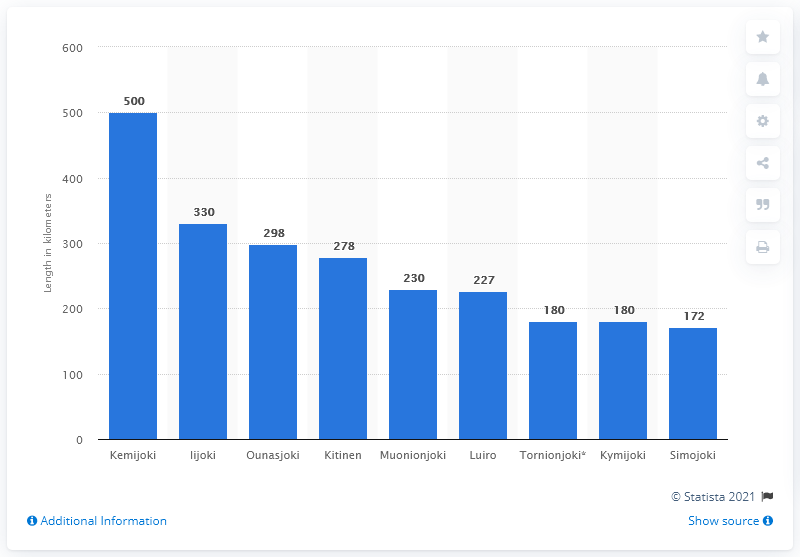 600
500
400
300
200
100
0
Length in kilometers
500
330
298
278
230
227
180
180
172
Kemijoki
Iijoki
Ounasjoki
Kitinen
Muonionjoki
Luiro
Tornionjoki*
Kymijoki
Simojoki
© Statista 2021
Additional Information
Show source